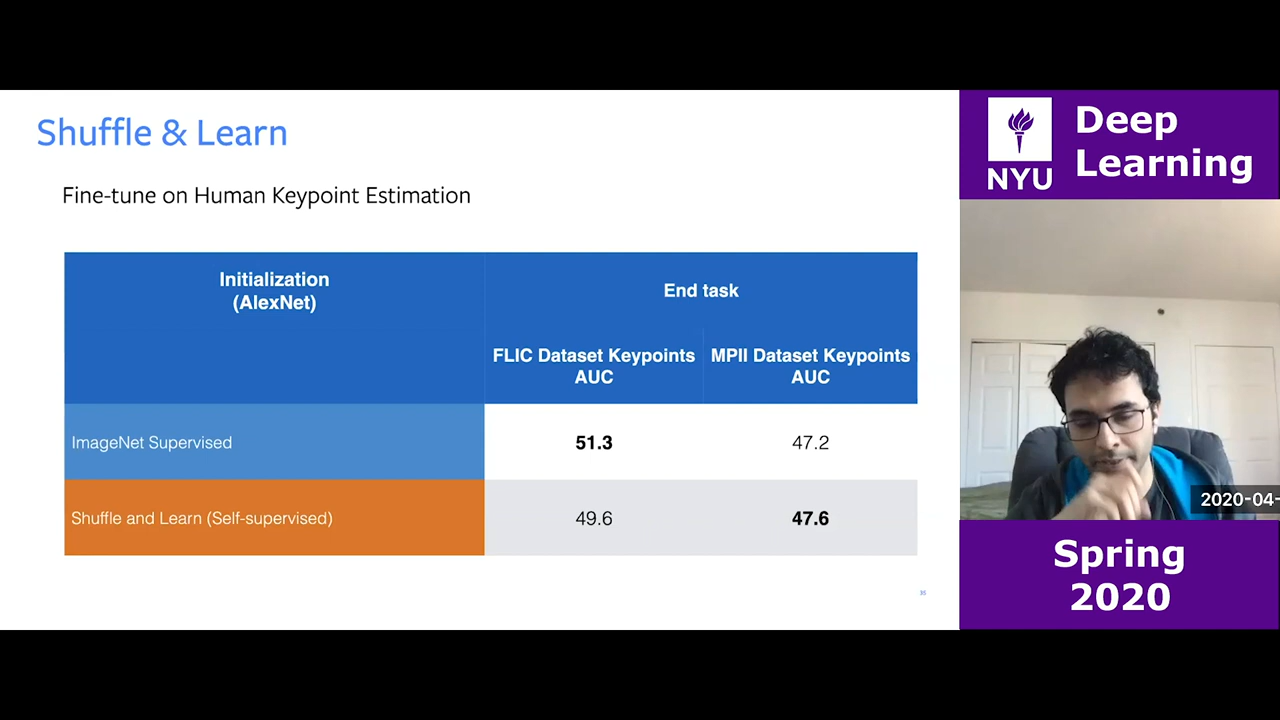 Shuffle & Learn
Fine-tune on Human Keypoint Estimation
Initialization
(AlexNet)
End task
FLIC Dataset Keypoints
AUC
MPII Dataset Keypoints
AUC
ImageNet Supervised
51.3
47.2
Shuffle and Learn (Self-supervised)
49.6
47.6
NYU
Deep
Learning
2020-04-
Spring
2020